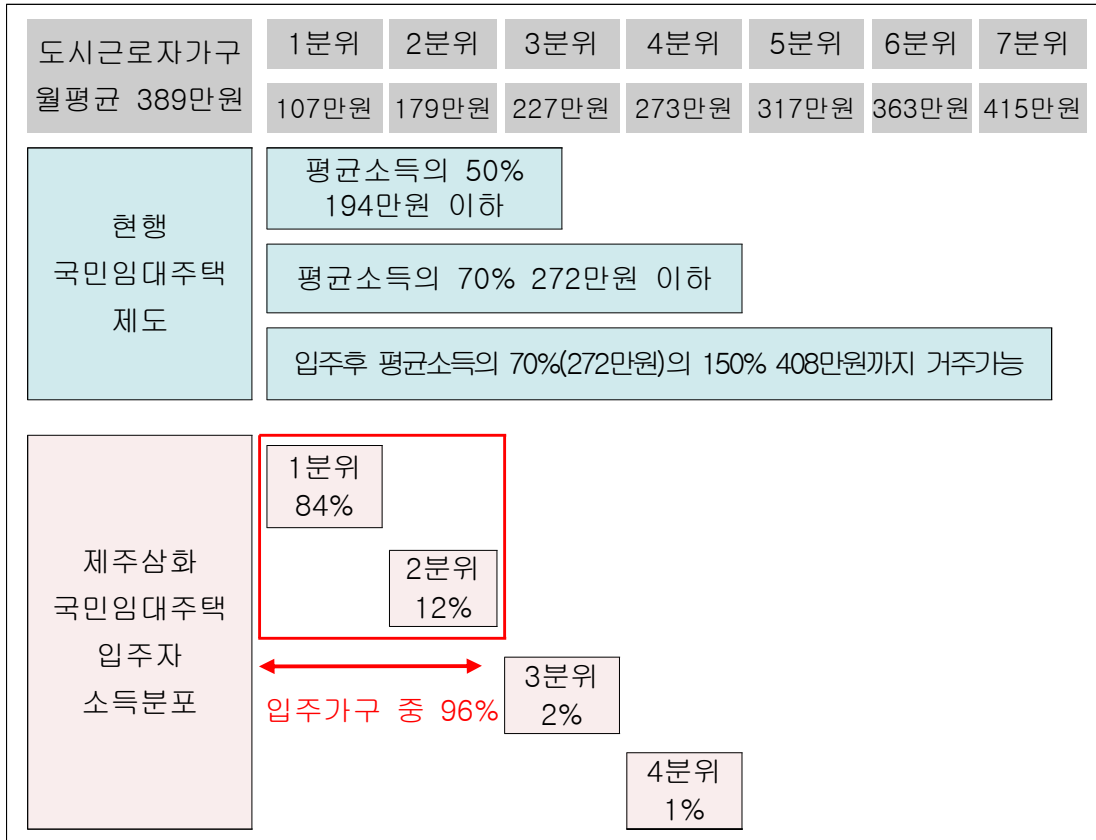 도시근로자가구
월평균 389만원
1분위 2분위 3분위 4분위 5분위 6분위 7분위
107만원 179만원 227만원 273만원 317만원 363만원 415만원
현행
국민임대주택
제도
평균소득의 50%
194만원 이하
평균소득의 70% 272만원 이하
입주후 평균소득의 70%(272만원)의 150% 408만원까지 거주가능
제주삼화
국민임대주택
입주자
소득분포
1분위
84%
2분위
12%
입주가구 중 96%
3분위
2%
4분위
1%